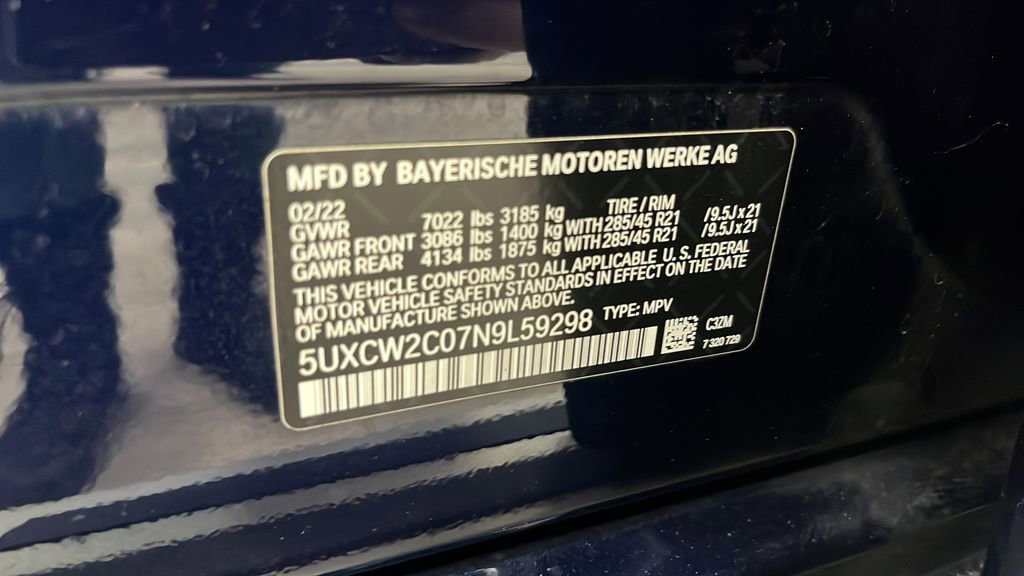 MFD BY BAYERISCHE MOTOREN WERKE AG
02/22 TIRE / RIM
GVWR 7022 lbs 3185 kg
GAWR FRONT 3086 lbs 1400 kg WITH 285/45 R21 /9.5J x 21
GAWR REAR 4134 lbs 1875 kg WITH 285/45 R21 /9.5J x 21
THIS VEHICLE CONFORMS TO ALL APPLICABLE U. S. FEDERAL
MOTOR VEHICLE SAFETY STANDARDS IN EFFECT ON THE DATE
OF MANUFACTURE SHOWN ABOVE.
5UXCW2C07N9L59298 TYPE: MPV
C3ZM
7 320 729